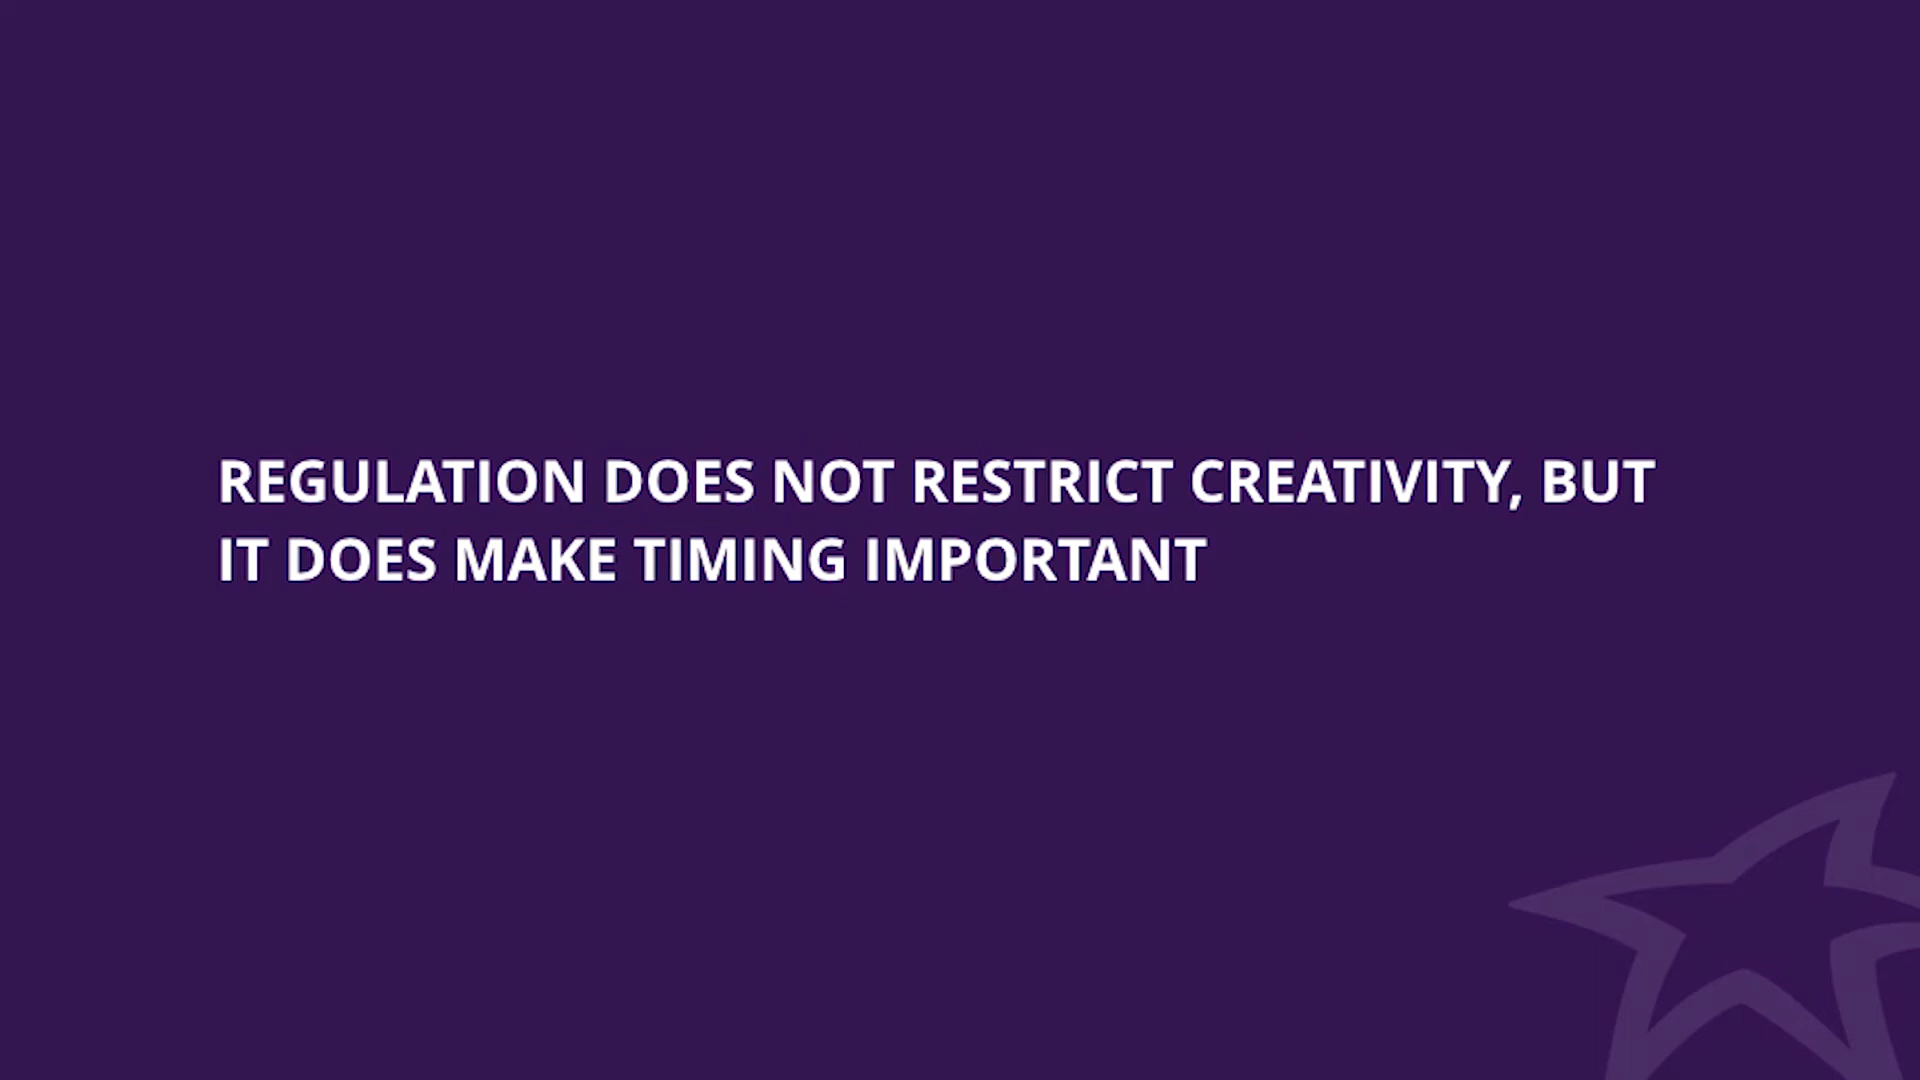 REGULATION DOES NOT RESTRICT CREATIVITY, BUT
IT DOES MAKE TIMING IMPORTANT